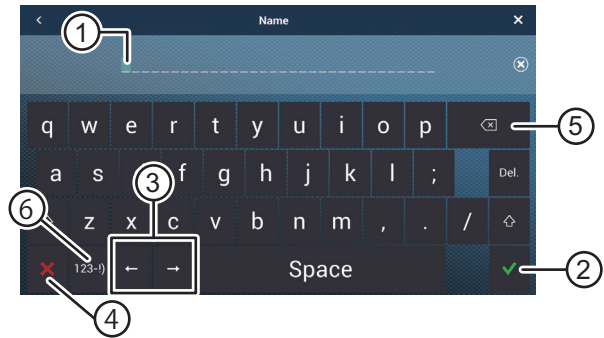 < Name ×
1
q w e r t y u i o p ⌫
5
a s f g h j k l ; Del.
3
6
z x c v b n m , . / ⇧
✗ 123-!) ← → Space ✓
2
4